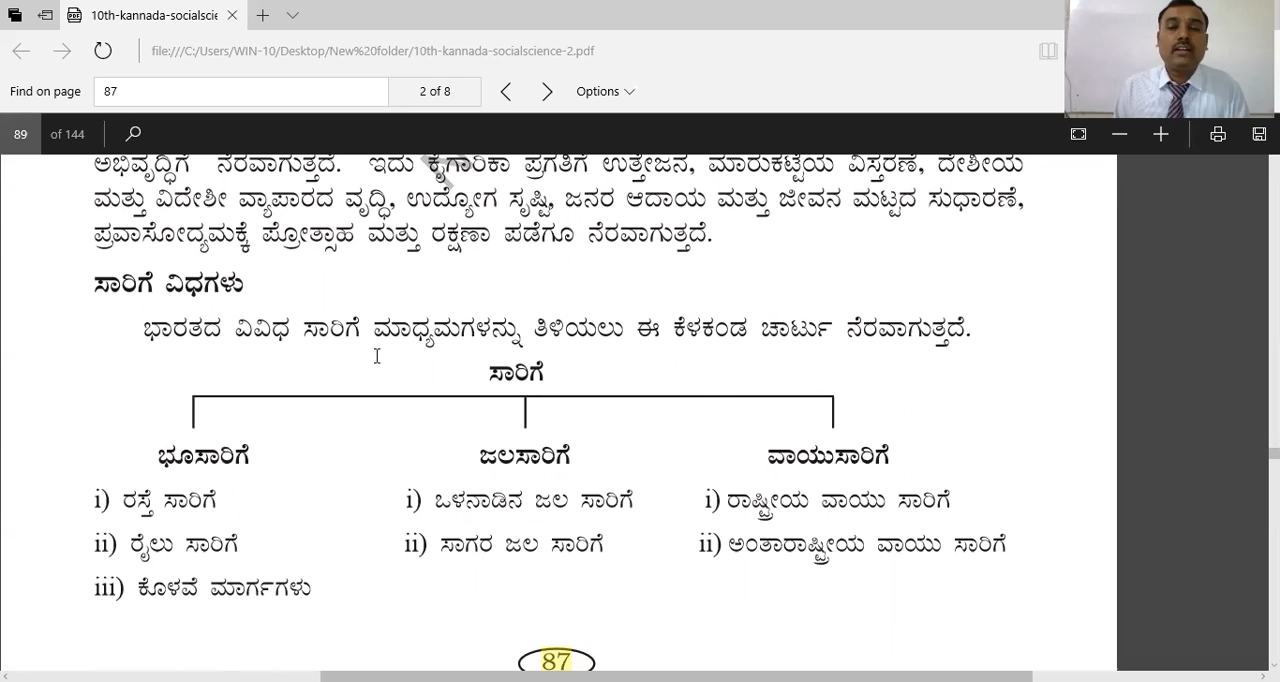 10th-kannada-socialscie
file:///C:/Users/WIN-10/Desktop/New%20folder/10th-kannada-socialscience-2.pdf
Find on page 87 2 of 8 Options
89 of 144
ಅಭಿವೃದ್ಧಿಗೆ ನೆರವಾಗುತ್ತದೆ. ಇದು ಕೈಗಾರಿಕಾ ಪ್ರಗತಿಗೆ ಉತ್ತೇಜನ, ಮಾರುಕಟ್ಟೆಯ ವಿಸ್ತರಣೆ, ದೇಶೀಯ
ಮತ್ತು ವಿದೇಶೀ ವ್ಯಾಪಾರದ ವೃದ್ಧಿ, ಉದ್ಯೋಗ ಸೃಷ್ಟಿ, ಜನರ ಆದಾಯ ಮತ್ತು ಜೀವನ ಮಟ್ಟದ ಸುಧಾರಣೆ,
ಪ್ರವಾಸೋದ್ಯಮಕ್ಕೆ ಪ್ರೋತ್ಸಾಹ ಮತ್ತು ರಕ್ಷಣಾ ಪಡೆಗೂ ನೆರವಾಗುತ್ತದೆ.
ಸಾರಿಗೆ ವಿಧಗಳು
ಭಾರತದ ವಿವಿಧ ಸಾರಿಗೆ ಮಾಧ್ಯಮಗಳನ್ನು ತಿಳಿಯಲು ಈ ಕೆಳಕಂಡ ಚಾರ್ಟು ನೆರವಾಗುತ್ತದೆ.
ಸಾರಿಗೆ
ಭೂಸಾರಿಗೆ ಜಲಸಾರಿಗೆ ವಾಯುಸಾರಿಗೆ
i) ರಸ್ತೆ ಸಾರಿಗೆ i) ಒಳನಾಡಿನ ಜಲ ಸಾರಿಗೆ i) ರಾಷ್ಟ್ರೀಯ ವಾಯು ಸಾರಿಗೆ
ii) ರೈಲು ಸಾರಿಗೆ ii) ಸಾಗರ ಜಲ ಸಾರಿಗೆ ii) ಅಂತಾರಾಷ್ಟ್ರೀಯ ವಾಯು ಸಾರಿಗೆ
iii) ಕೊಳವೆ ಮಾರ್ಗಗಳು
87